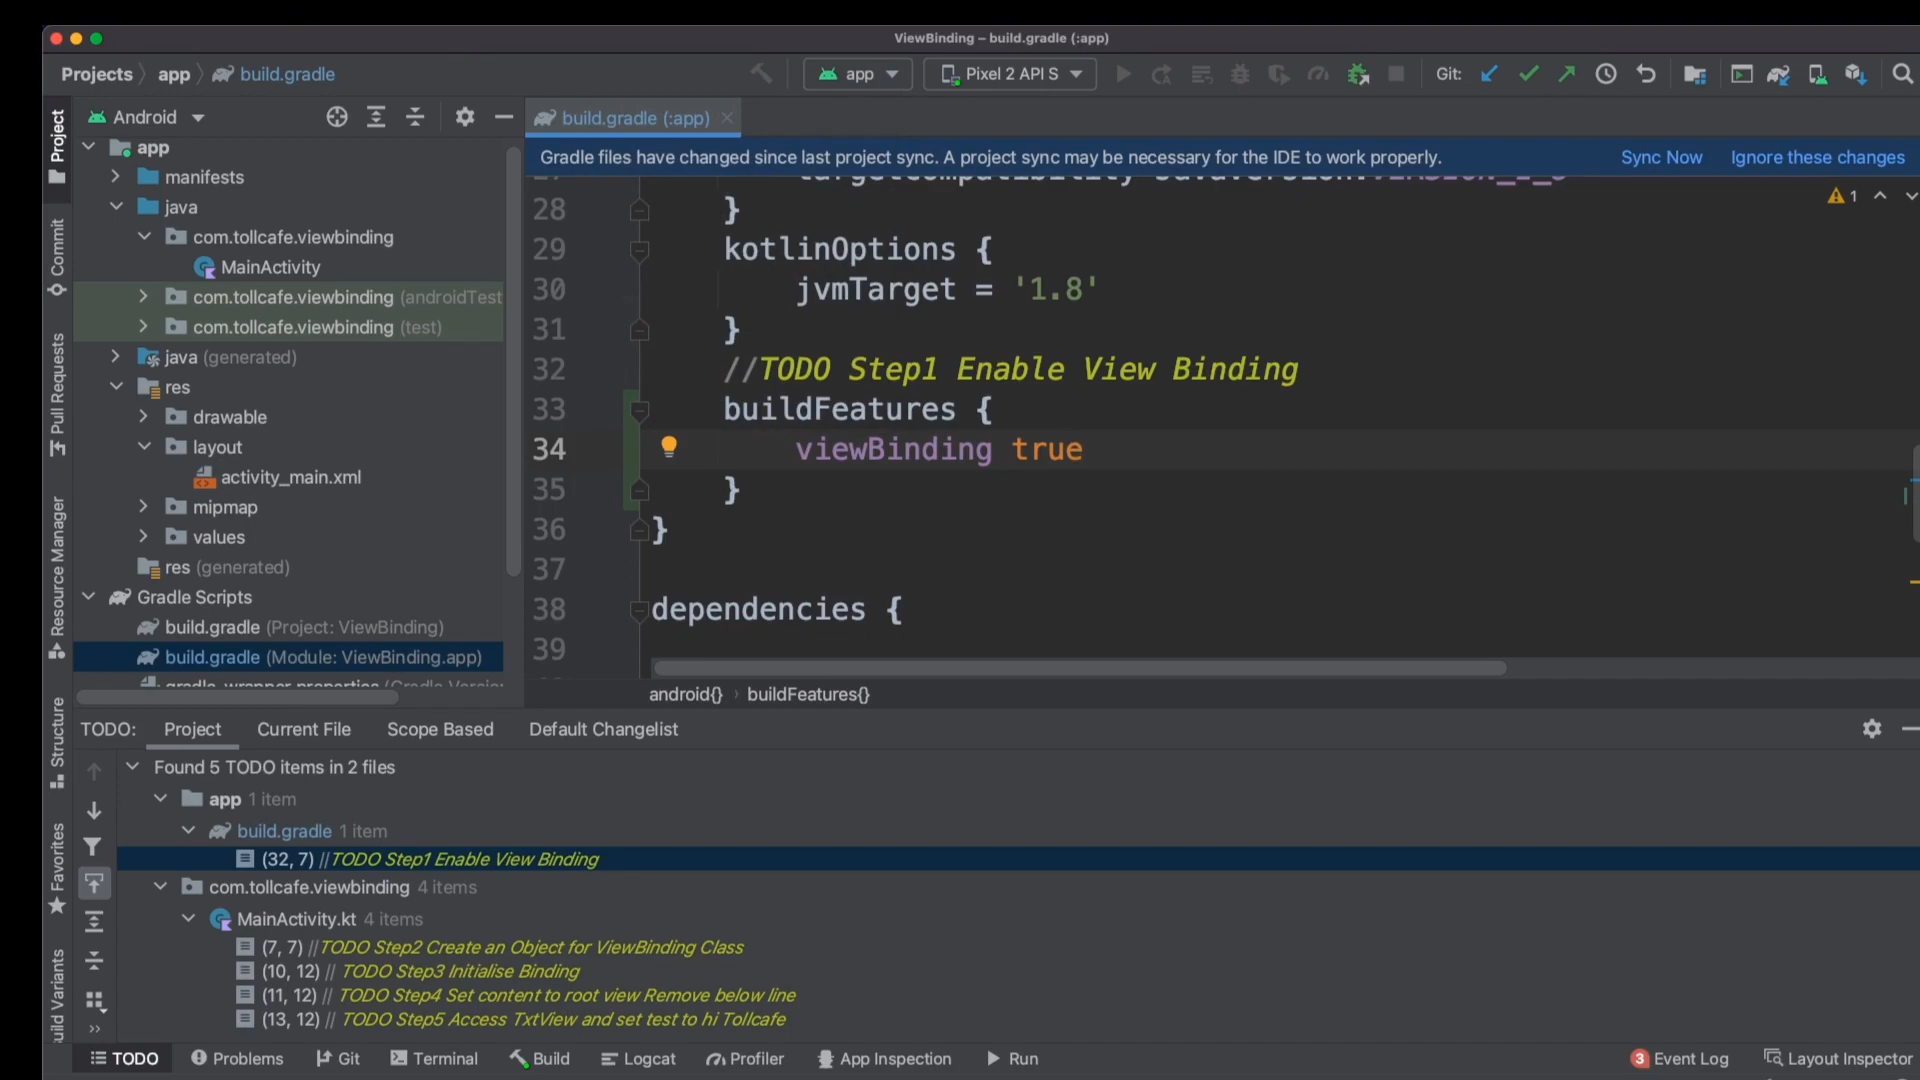 ViewBinding – build.gradle (:app)
Projects app build.gradle
app Pixel 2 API S Git:
Android
build.gradle (:app)
Gradle files have changed since last project sync. A project sync may be necessary for the IDE to work properly. Sync Now Ignore these changes
Project
Commit
Pull Requests
Resource Manager
Structure
Favorites
app
manifests
java
com.tollcafe.viewbinding
MainActivity
com.tollcafe.viewbinding (androidTest
com.tollcafe.viewbinding (test)
java (generated)
res
drawable
layout
activity_main.xml
mipmap
values
res (generated)
Gradle Scripts
build.gradle (Project: ViewBinding)
build.gradle (Module: ViewBinding.app)
1
28 }
29 kotlinOptions {
30 jvmTarget = '1.8'
31 }
32 //TODO Step1 Enable View Binding
33 buildFeatures {
34 viewBinding true
35 }
36 }
37
38 dependencies {
39
android{} › buildFeatures{}
TODO: Project Current File Scope Based Default Changelist
Found 5 TODO items in 2 files
app 1 item
build.gradle 1 item
(32, 7) //TODO Step1 Enable View Binding
com.tollcafe.viewbinding 4 items
MainActivity.kt 4 items
(7, 7) //TODO Step2 Create an Object for ViewBinding Class
(10, 12) // TODO Step3 Initialise Binding
(11, 12) // TODO Step4 Set content to root view Remove below line
(13, 12) // TODO Step5 Access TxtView and set test to hi Tollcafe
TODO Problems Git Terminal Build Logcat Profiler App Inspection Run 3 Event Log Layout Inspector